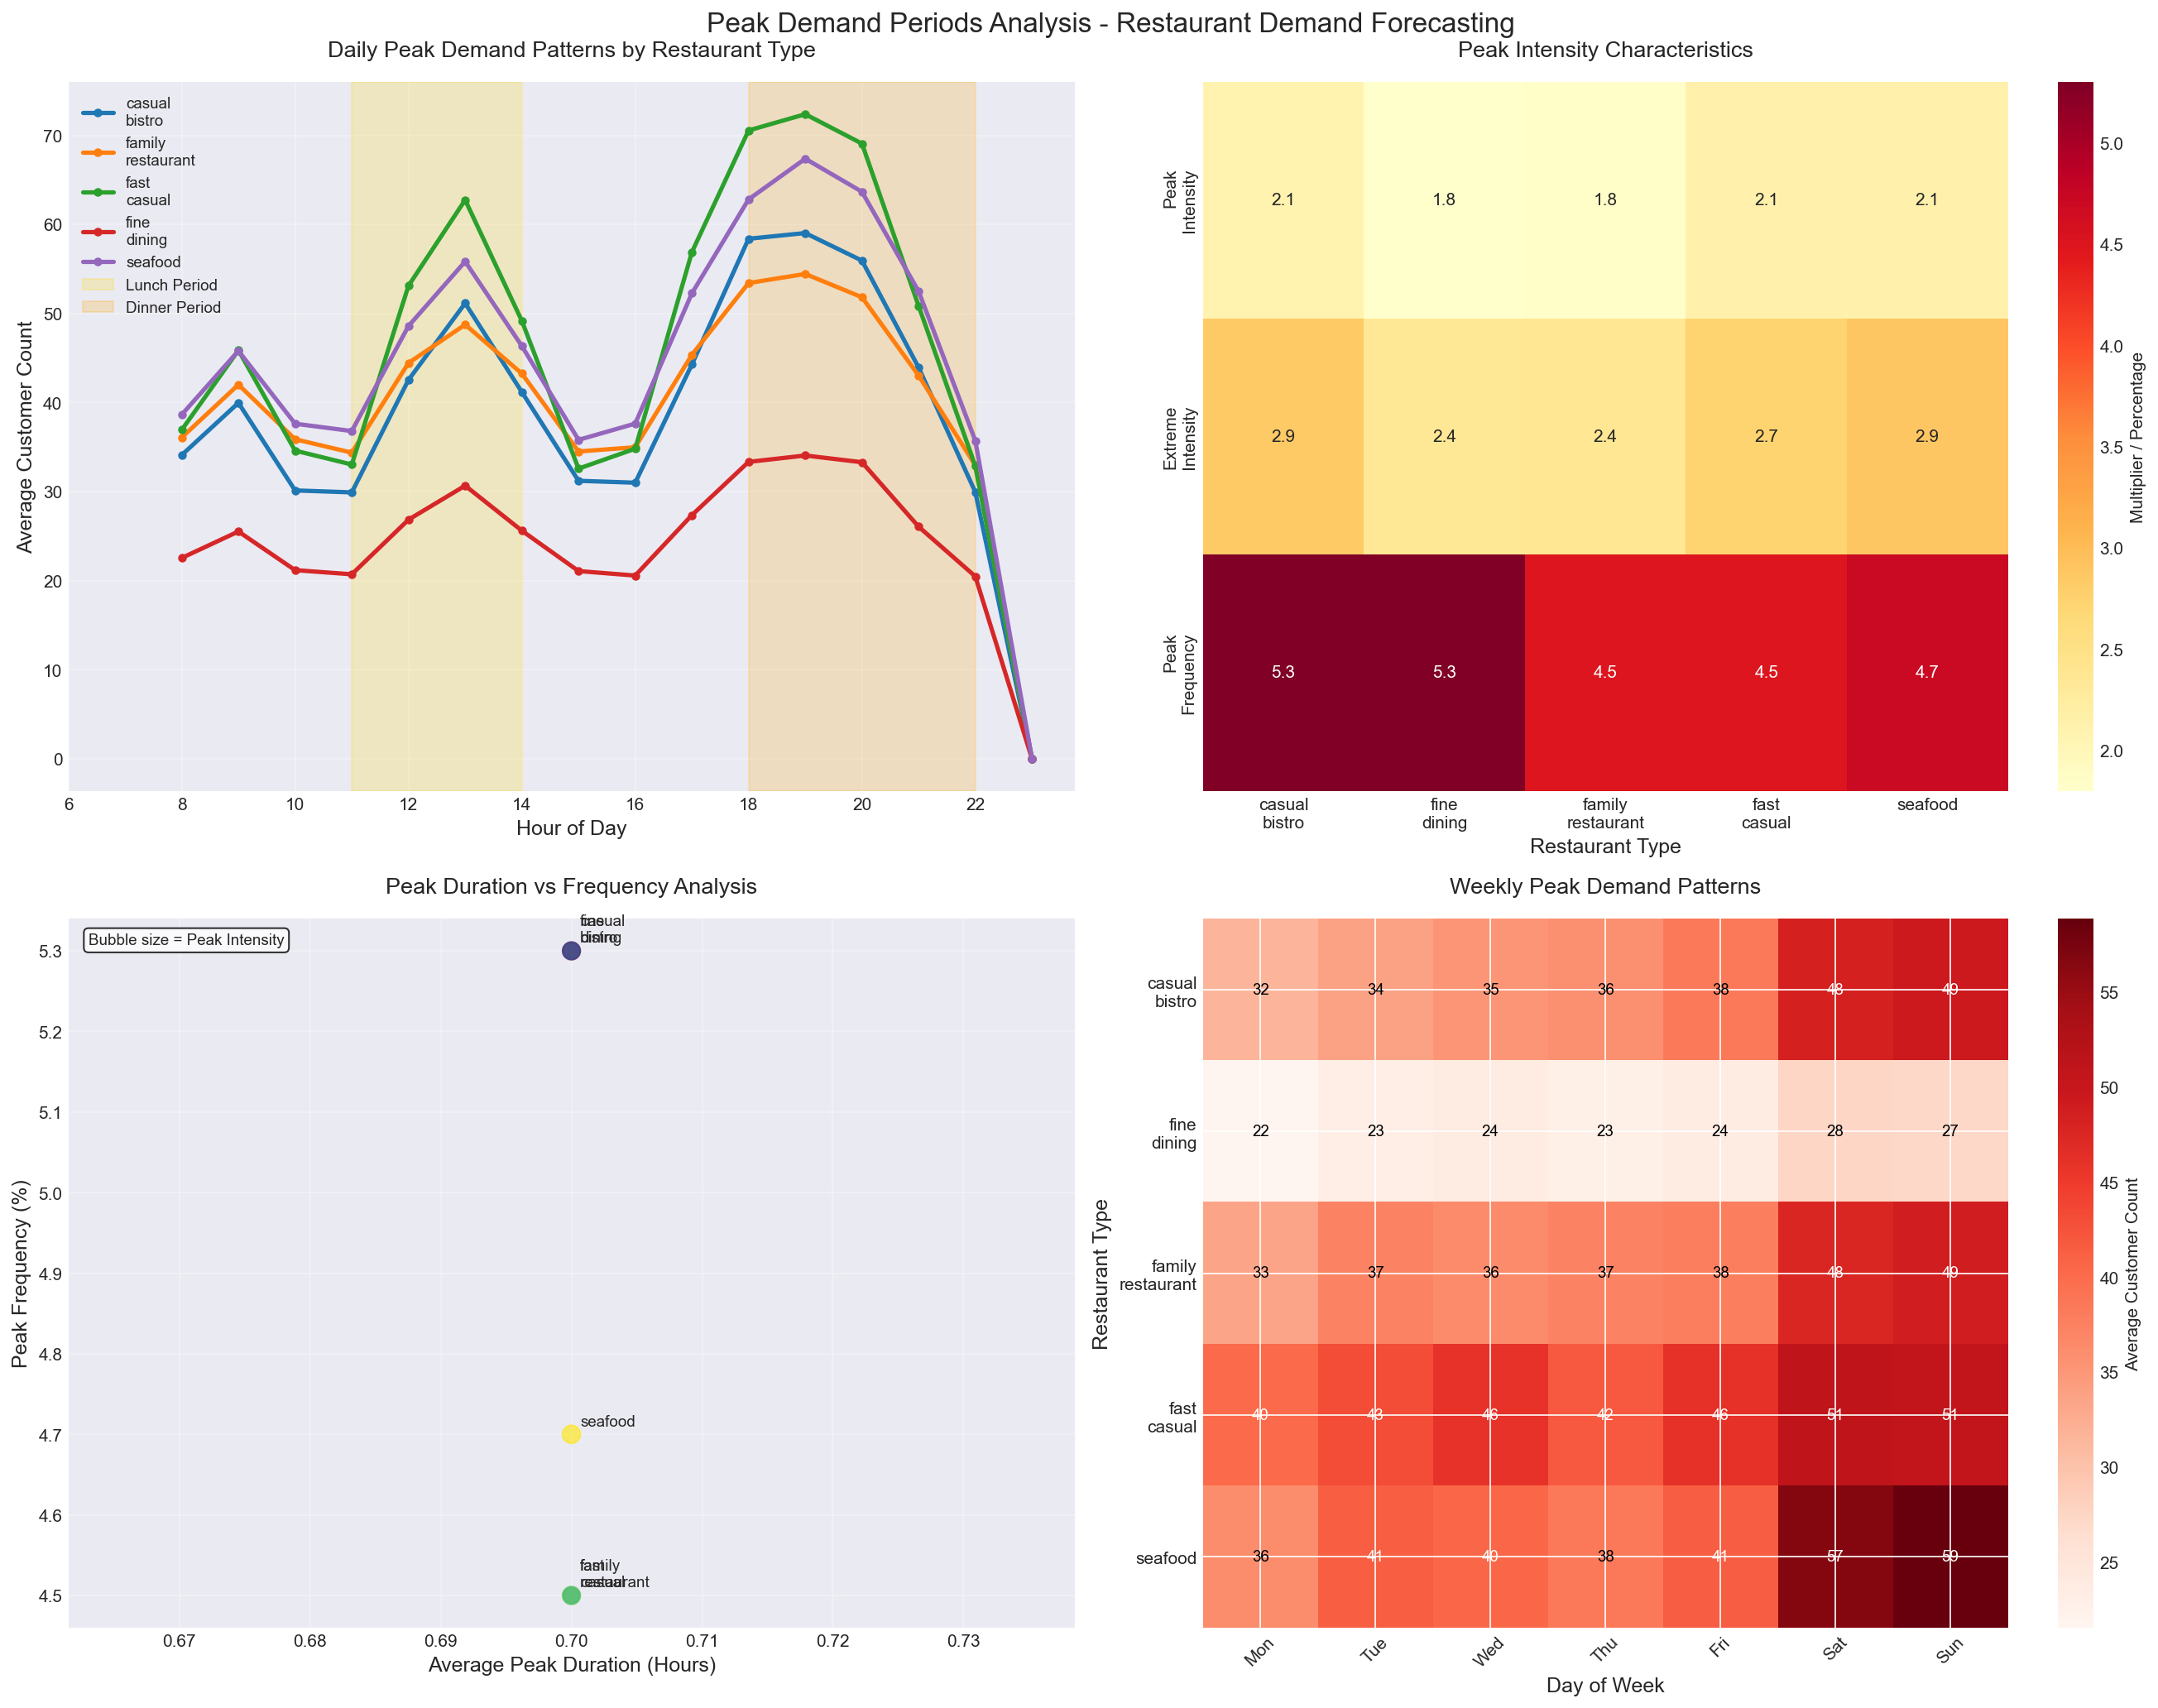 Peak Demand Periods Analysis - Restaurant Demand Forecasting
Daily Peak Demand Patterns by Restaurant Type
casual
bistro
family
restaurant
fast
casual
fine
dining
seafood
Lunch Period
Dinner Period
Average Customer Count
70
60
50
40
30
20
10
0
6 8 10 12 14 16 18 20 22
Hour of Day
Peak Intensity Characteristics
Peak
Intensity
2.1 1.8 1.8 2.1 2.1
Extreme
Intensity
2.9 2.4 2.4 2.7 2.9
Peak
Frequency
5.3 5.3 4.5 4.5 4.7
casual
bistro
fine
dining
family
restaurant
fast
casual
seafood
Restaurant Type
5.0
4.5
4.0
3.5
3.0
2.5
2.0
Multiplier / Percentage
Peak Duration vs Frequency Analysis
Bubble size = Peak Intensity
casual
bistro
fine
dining
seafood
fast
casual
family
restaurant
Peak Frequency (%)
5.3
5.2
5.1
5.0
4.9
4.8
4.7
4.6
4.5
0.67 0.68 0.69 0.70 0.71 0.72 0.73
Average Peak Duration (Hours)
Weekly Peak Demand Patterns
Restaurant Type
casual
bistro
32 34 35 36 38 48 49
fine
dining
22 23 24 23 24 28 27
family
restaurant
33 37 36 37 38 48 49
fast
casual
40 43 46 42 46 51 51
seafood
36 41 40 38 41 57 59
Mon Tue Wed Thu Fri Sat Sun
Day of Week
55
50
45
40
35
30
25
Average Customer Count